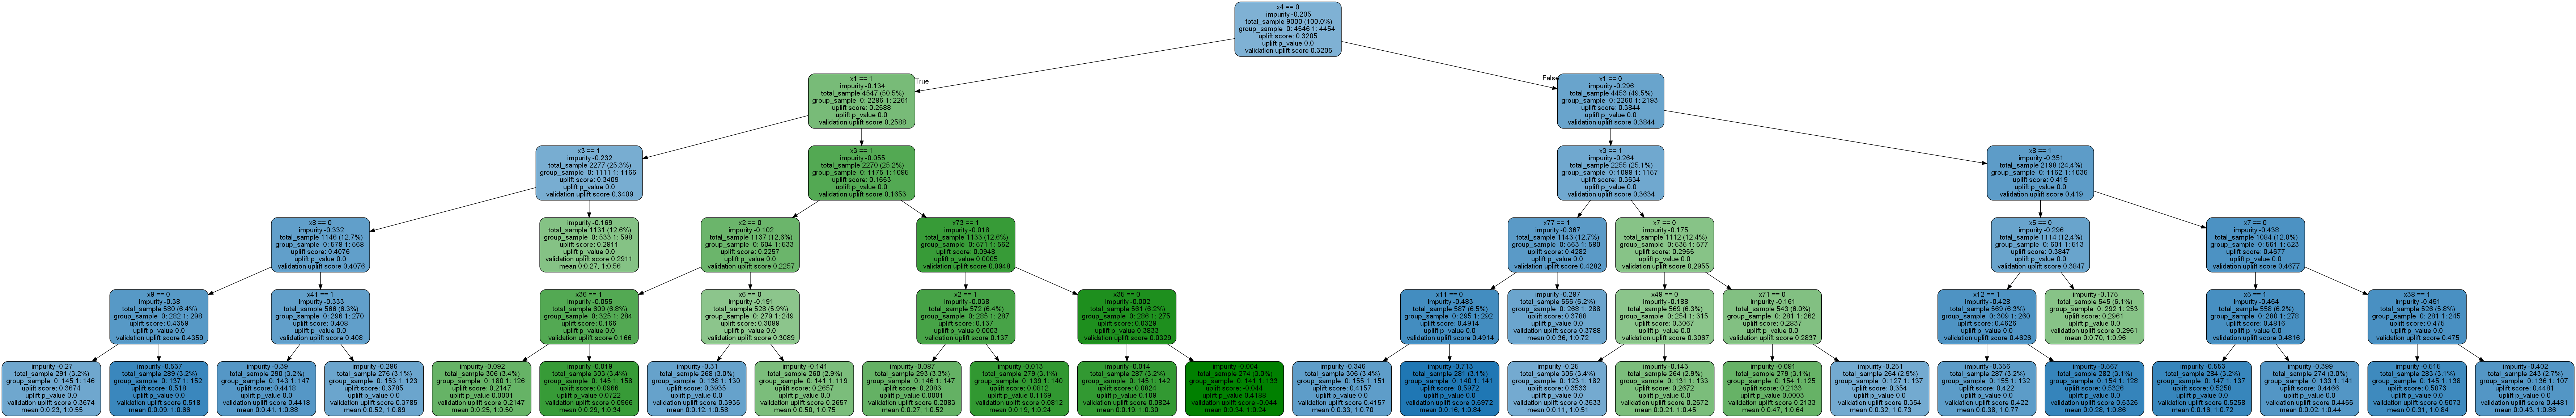 x4 == 0
impurity -0.205
total_sample 9000 (100.0%)
group_sample 0: 4546 1: 4454
uplift score: 0.3205
uplift p_value 0.0
validation uplift score 0.3205
True
False
x1 == 1
impurity -0.134
total_sample 4547 (50.5%)
group_sample 0: 2286 1: 2261
uplift score: 0.2588
uplift p_value 0.0
validation uplift score 0.2588
x1 == 0
impurity -0.296
total_sample 4453 (49.5%)
group_sample 0: 2260 1: 2193
uplift score: 0.3844
uplift p_value 0.0
validation uplift score 0.3844
x3 == 1
impurity -0.232
total_sample 2277 (25.3%)
group_sample 0: 1111 1: 1166
uplift score: 0.3409
uplift p_value 0.0
validation uplift score 0.3409
x3 == 1
impurity -0.055
total_sample 2270 (25.2%)
group_sample 0: 1175 1: 1095
uplift score: 0.1653
uplift p_value 0.0
validation uplift score 0.1653
x3 == 1
impurity -0.264
total_sample 2255 (25.1%)
group_sample 0: 1098 1: 1157
uplift score: 0.3634
uplift p_value 0.0
validation uplift score 0.3634
x8 == 1
impurity -0.351
total_sample 2198 (24.4%)
group_sample 0: 1162 1: 1036
uplift score: 0.419
uplift p_value 0.0
validation uplift score 0.419
x8 == 0
impurity -0.332
total_sample 1146 (12.7%)
group_sample 0: 578 1: 568
uplift score: 0.4076
uplift p_value 0.0
validation uplift score 0.4076
impurity -0.169
total_sample 1131 (12.6%)
group_sample 0: 533 1: 598
uplift score: 0.2911
uplift p_value 0.0
validation uplift score 0.2911
mean 0:0.27, 1:0.56
x2 == 0
impurity -0.102
total_sample 1137 (12.6%)
group_sample 0: 604 1: 533
uplift score: 0.2257
uplift p_value 0.0
validation uplift score 0.2257
x73 == 1
impurity -0.018
total_sample 1133 (12.6%)
group_sample 0: 571 1: 562
uplift score: 0.0948
uplift p_value 0.0005
validation uplift score 0.0948
x77 == 1
impurity -0.367
total_sample 1143 (12.7%)
group_sample 0: 563 1: 580
uplift score: 0.4282
uplift p_value 0.0
validation uplift score 0.4282
x7 == 0
impurity -0.175
total_sample 1112 (12.4%)
group_sample 0: 535 1: 577
uplift score: 0.2955
uplift p_value 0.0
validation uplift score 0.2955
x5 == 0
impurity -0.296
total_sample 1114 (12.4%)
group_sample 0: 601 1: 513
uplift score: 0.3847
uplift p_value 0.0
validation uplift score 0.3847
x7 == 0
impurity -0.438
total_sample 1084 (12.0%)
group_sample 0: 561 1: 523
uplift score: 0.4677
uplift p_value 0.0
validation uplift score 0.4677
x9 == 0
impurity -0.38
total_sample 580 (6.4%)
group_sample 0: 282 1: 298
uplift score: 0.4359
uplift p_value 0.0
validation uplift score 0.4359
x41 == 1
impurity -0.333
total_sample 566 (6.3%)
group_sample 0: 296 1: 270
uplift score: 0.408
uplift p_value 0.0
validation uplift score 0.408
x36 == 1
impurity -0.055
total_sample 609 (6.8%)
group_sample 0: 325 1: 284
uplift score: 0.166
uplift p_value 0.0
validation uplift score 0.166
x6 == 0
impurity -0.191
total_sample 528 (5.9%)
group_sample 0: 279 1: 249
uplift score: 0.3089
uplift p_value 0.0
validation uplift score 0.3089
x2 == 1
impurity -0.038
total_sample 572 (6.4%)
group_sample 0: 285 1: 287
uplift score: 0.137
uplift p_value 0.0003
validation uplift score 0.137
x35 == 0
impurity -0.002
total_sample 561 (6.2%)
group_sample 0: 286 1: 275
uplift score: 0.0329
uplift p_value 0.3833
validation uplift score 0.0329
x11 == 0
impurity -0.483
total_sample 587 (6.5%)
group_sample 0: 295 1: 292
uplift score: 0.4914
uplift p_value 0.0
validation uplift score 0.4914
impurity -0.287
total_sample 556 (6.2%)
group_sample 0: 268 1: 288
uplift score: 0.3788
uplift p_value 0.0
validation uplift score 0.3788
mean 0:0.36, 1:0.72
x49 == 0
impurity -0.188
total_sample 569 (6.3%)
group_sample 0: 254 1: 315
uplift score: 0.3067
uplift p_value 0.0
validation uplift score 0.3067
x71 == 0
impurity -0.161
total_sample 543 (6.0%)
group_sample 0: 281 1: 262
uplift score: 0.2837
uplift p_value 0.0
validation uplift score 0.2837
x12 == 1
impurity -0.428
total_sample 569 (6.3%)
group_sample 0: 309 1: 260
uplift score: 0.4626
uplift p_value 0.0
validation uplift score 0.4626
impurity -0.175
total_sample 545 (6.1%)
group_sample 0: 292 1: 253
uplift score: 0.2961
uplift p_value 0.0
validation uplift score 0.2961
mean 0:0.70, 1:0.96
x5 == 1
impurity -0.464
total_sample 558 (6.2%)
group_sample 0: 280 1: 278
uplift score: 0.4816
uplift p_value 0.0
validation uplift score 0.4816
x38 == 1
impurity -0.451
total_sample 526 (5.8%)
group_sample 0: 281 1: 245
uplift score: 0.475
uplift p_value 0.0
validation uplift score 0.475
impurity -0.27
total_sample 291 (3.2%)
group_sample 0: 145 1: 146
uplift score: 0.3674
uplift p_value 0.0
validation uplift score 0.3674
mean 0:0.23, 1:0.55
impurity -0.537
total_sample 289 (3.2%)
group_sample 0: 137 1: 152
uplift score: 0.518
uplift p_value 0.0
validation uplift score 0.518
mean 0:0.09, 1:0.66
impurity -0.39
total_sample 290 (3.2%)
group_sample 0: 143 1: 147
uplift score: 0.4418
uplift p_value 0.0
validation uplift score 0.4418
mean 0:0.41, 1:0.88
impurity -0.286
total_sample 276 (3.1%)
group_sample 0: 153 1: 123
uplift score: 0.3785
uplift p_value 0.0
validation uplift score 0.3785
mean 0:0.52, 1:0.89
impurity -0.092
total_sample 306 (3.4%)
group_sample 0: 180 1: 126
uplift score: 0.2147
uplift p_value 0.0001
validation uplift score 0.2147
mean 0:0.25, 1:0.50
impurity -0.019
total_sample 303 (3.4%)
group_sample 0: 145 1: 158
uplift score: 0.0966
uplift p_value 0.0722
validation uplift score 0.0966
mean 0:0.29, 1:0.34
impurity -0.31
total_sample 268 (3.0%)
group_sample 0: 138 1: 130
uplift score: 0.3935
uplift p_value 0.0
validation uplift score 0.3935
mean 0:0.12, 1:0.58
impurity -0.141
total_sample 260 (2.9%)
group_sample 0: 141 1: 119
uplift score: 0.2657
uplift p_value 0.0
validation uplift score 0.2657
mean 0:0.50, 1:0.75
impurity -0.087
total_sample 293 (3.3%)
group_sample 0: 146 1: 147
uplift score: 0.2083
uplift p_value 0.0001
validation uplift score 0.2083
mean 0:0.27, 1:0.52
impurity -0.013
total_sample 279 (3.1%)
group_sample 0: 139 1: 140
uplift score: 0.0812
uplift p_value 0.1169
validation uplift score 0.0812
mean 0:0.19, 1:0.24
impurity -0.014
total_sample 287 (3.2%)
group_sample 0: 145 1: 142
uplift score: 0.0824
uplift p_value 0.109
validation uplift score 0.0824
mean 0:0.19, 1:0.30
impurity -0.004
total_sample 274 (3.0%)
group_sample 0: 141 1: 133
uplift score: -0.044
uplift p_value 0.4186
validation uplift score -0.044
mean 0:0.34, 1:0.24
impurity -0.346
total_sample 306 (3.4%)
group_sample 0: 155 1: 151
uplift score: 0.4157
uplift p_value 0.0
validation uplift score 0.4157
mean 0:0.33, 1:0.70
impurity -0.713
total_sample 281 (3.1%)
group_sample 0: 140 1: 141
uplift score: 0.5972
uplift p_value 0.0
validation uplift score 0.5972
mean 0:0.16, 1:0.84
impurity -0.25
total_sample 305 (3.4%)
group_sample 0: 123 1: 182
uplift score: 0.3533
uplift p_value 0.0
validation uplift score 0.3533
mean 0:0.11, 1:0.51
impurity -0.143
total_sample 264 (2.9%)
group_sample 0: 131 1: 133
uplift score: 0.2672
uplift p_value 0.0
validation uplift score 0.2672
mean 0:0.21, 1:0.45
impurity -0.091
total_sample 279 (3.1%)
group_sample 0: 154 1: 125
uplift score: 0.2133
uplift p_value 0.0003
validation uplift score 0.2133
mean 0:0.47, 1:0.64
impurity -0.251
total_sample 264 (2.9%)
group_sample 0: 127 1: 137
uplift score: 0.354
uplift p_value 0.0
validation uplift score 0.354
mean 0:0.32, 1:0.73
impurity -0.356
total_sample 287 (3.2%)
group_sample 0: 155 1: 132
uplift score: 0.422
uplift p_value 0.0
validation uplift score 0.422
mean 0:0.38, 1:0.77
impurity -0.567
total_sample 282 (3.1%)
group_sample 0: 154 1: 128
uplift score: 0.5326
uplift p_value 0.0
validation uplift score 0.5326
mean 0:0.28, 1:0.86
impurity -0.553
total_sample 284 (3.2%)
group_sample 0: 147 1: 137
uplift score: 0.5258
uplift p_value 0.0
validation uplift score 0.5258
mean 0:0.16, 1:0.72
impurity -0.399
total_sample 274 (3.0%)
group_sample 0: 133 1: 141
uplift score: 0.4466
uplift p_value 0.0
validation uplift score 0.4466
mean 0:0.02, 1:0.44
impurity -0.515
total_sample 283 (3.1%)
group_sample 0: 145 1: 138
uplift score: 0.5073
uplift p_value 0.0
validation uplift score 0.5073
mean 0:0.31, 1:0.84
impurity -0.402
total_sample 243 (2.7%)
group_sample 0: 136 1: 107
uplift score: 0.4481
uplift p_value 0.0
validation uplift score 0.4481
mean 0:0.42, 1:0.86